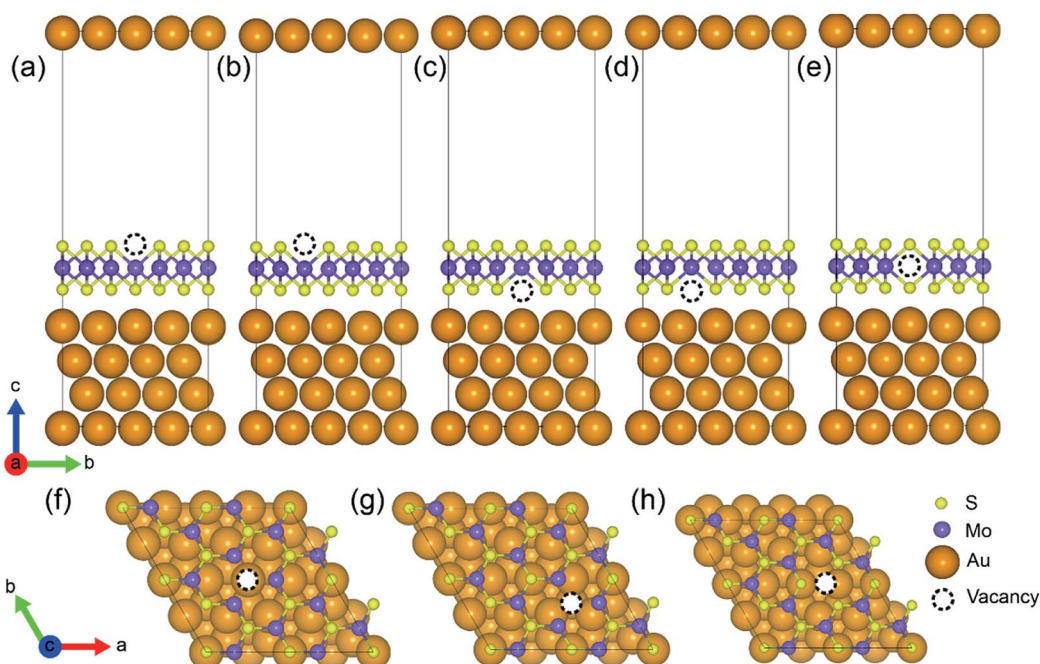 (a) (b) (c) (d) (e)
c
a b
(f) (g) (h)
S
Mo
Au
Vacancy
b
c a